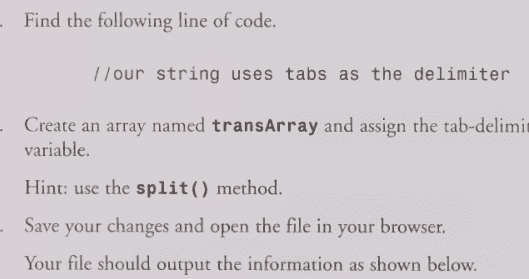 . Find the following line of code.
//our string uses tabs as the delimiter
. Create an array named transArray and assign the tab-delimit
variable.
Hint: use the split() method.
. Save your changes and open the file in your browser.
Your file should output the information as shown below.